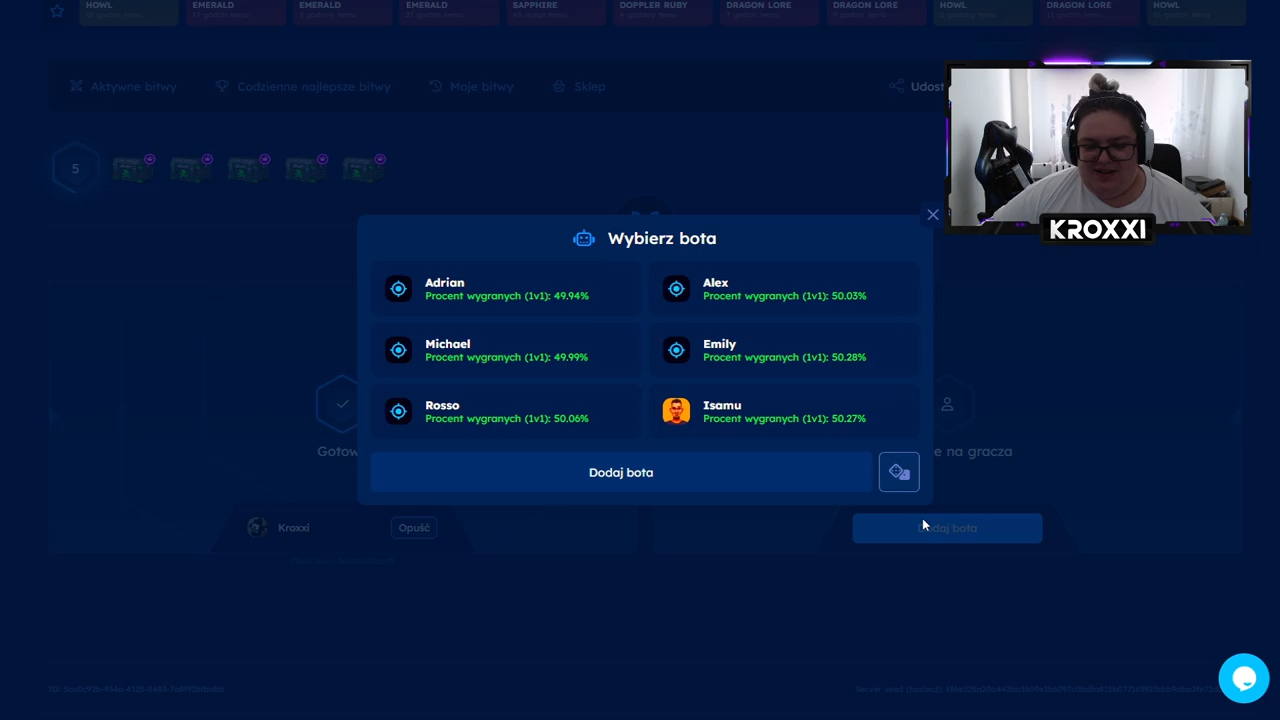 HOWL EMERALD EMERALD EMERALD SAPPHIRE DOPPLER RUBY DRAGON LORE DRAGON LORE HOWL DRAGON LORE HOWL
Aktywne bitwy Codzienne najlepsze bitwy Moje bitwy Sklep Udost
5
Wybierz bota
Adrian
Procent wygranych (1v1): 49.94%
Alex
Procent wygranych (1v1): 50.03%
Michael
Procent wygranych (1v1): 49.99%
Emily
Procent wygranych (1v1): 50.28%
Rosso
Procent wygranych (1v1): 50.06%
Isamu
Procent wygranych (1v1): 50.27%
Dodaj bota
Gotow
e na gracza
Kroxxi Opuść
Dodaj bota
KROXXI